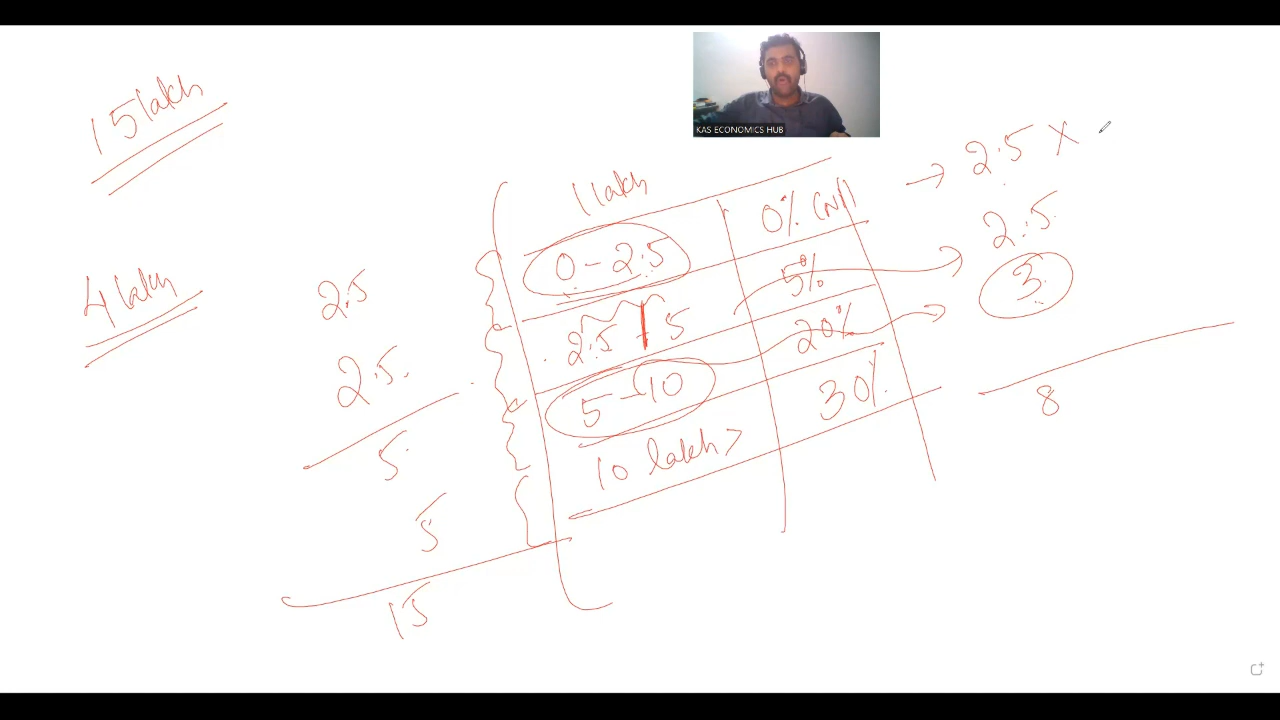 15 lakh
KAS ECONOMICS HUB
1 lakh
0 - 2.5 0% (Nil)
→ 2.5 ×
2.5 - 5 5%
2.5
5 - 10 20%
3
10 lakh > 30%
8
4 lakh
2.5
2.5
5
5
15